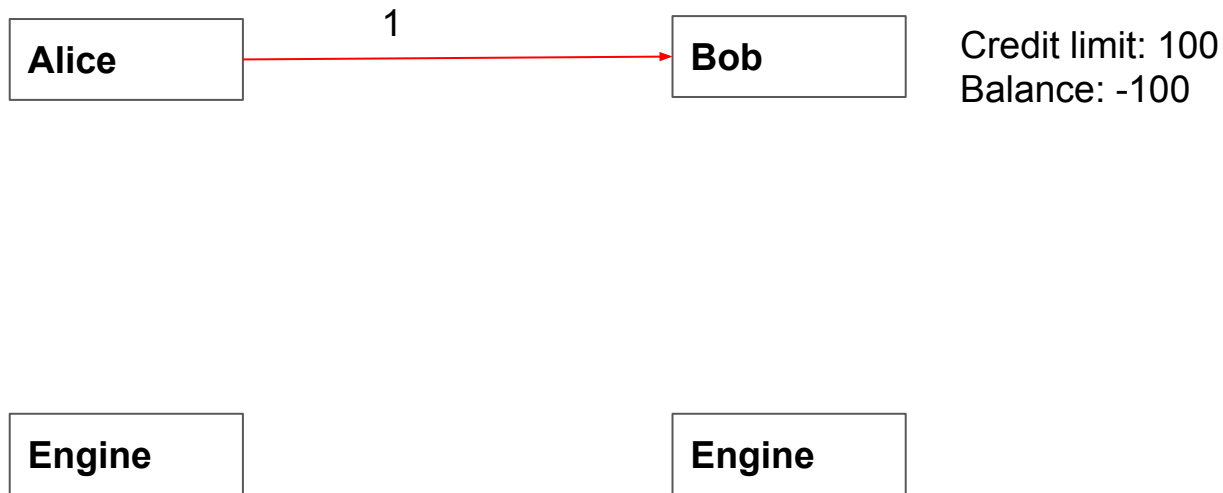 1
Alice
Bob
Credit limit: 100
Balance: -100
Engine
Engine